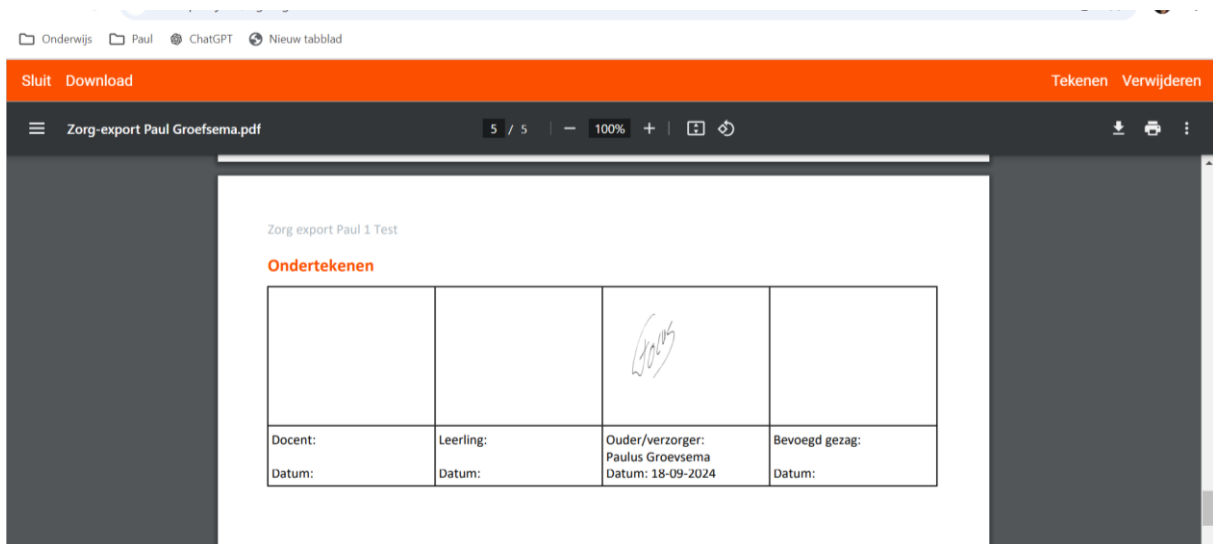 Onderwijs Paul ChatGPT Nieuw tabblad
Sluit Download Tekenen Verwijderen
Zorg-export Paul Groefsema.pdf 5 / 5 100%
Zorg export Paul 1 Test
Ondertekenen
Docent: Leerling: Ouder/verzorger: Bevoegd gezag:
Paulus Groevsema
Datum: Datum: Datum: 18-09-2024 Datum: